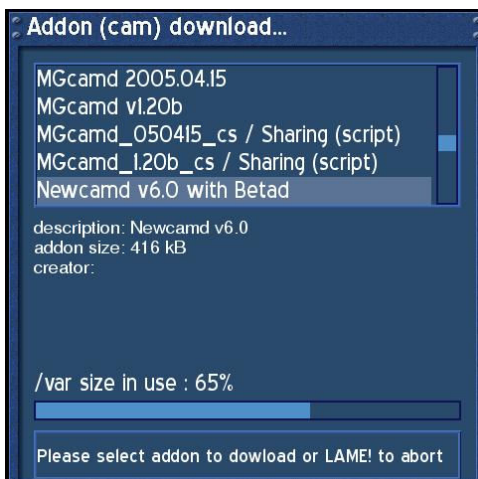 Addon (cam) download...
MGcamd 2005.04.15
MGcamd v1.20b
MGcamd_050415_cs / Sharing (script)
MGcamd_1.20b_cs / Sharing (script)
Newcamd v6.0 with Betad
description: Newcamd v6.0
addon size: 416 kB
creator:
/var size in use : 65%
Please select addon to dowload or LAME! to abort